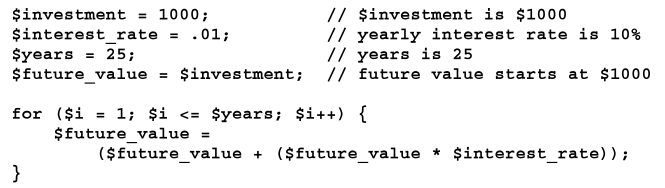 $investment = 1000;            // $investment is $1000
$interest_rate = .01;          // yearly interest rate is 10%
$years = 25;                   // years is 25
$future_value = $investment;   // future value starts at $1000
for ($i = 1; $i <= $years; $i++) {
    $future_value =
        ($future_value + ($future_value * $interest_rate));
}